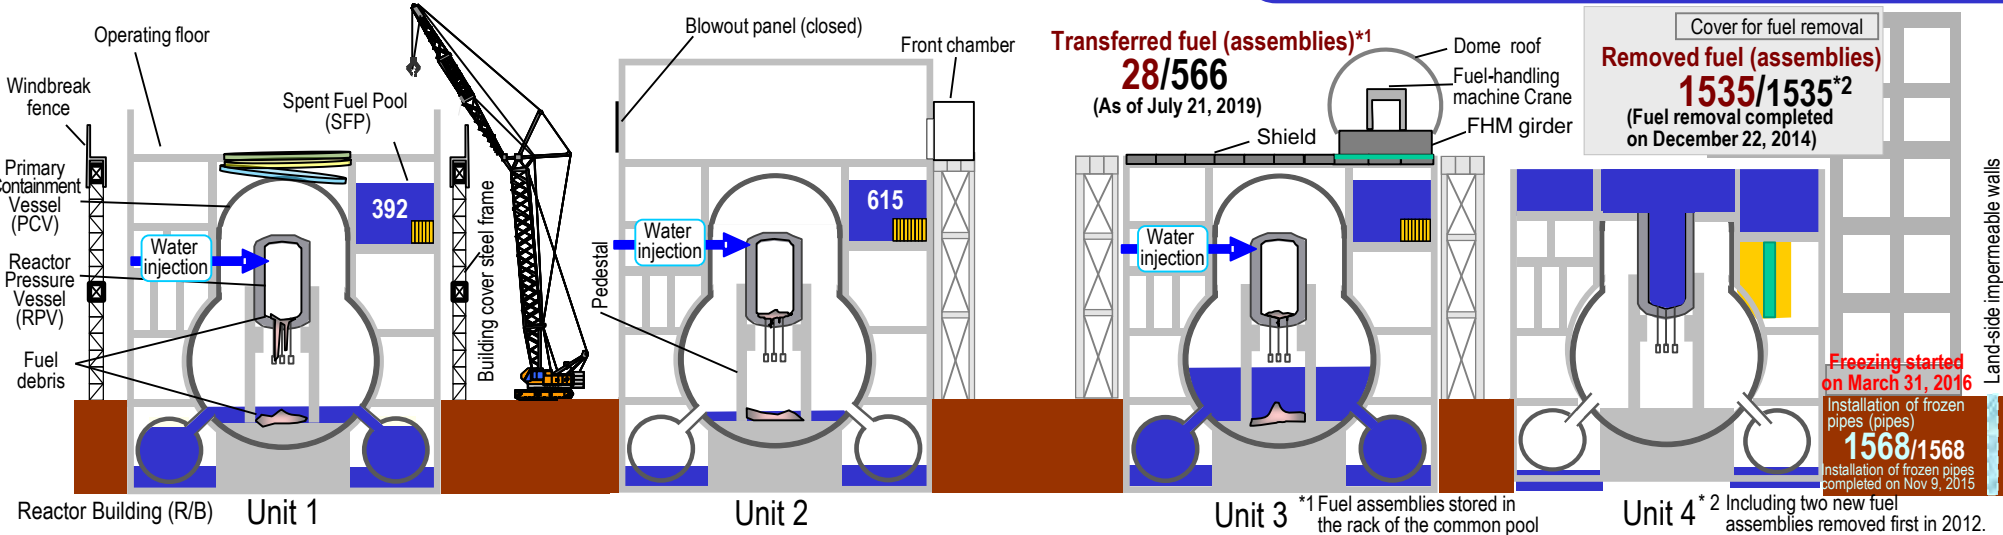 Operating floor
Windbreak
fence
Spent Fuel Pool
(SFP)
Primary
Containment
Vessel
(PCV)
392
Water
injection
Reactor
Pressure
Vessel
(RPV)
Fuel
debris
Building cover steel frame
Reactor Building (R/B)
Unit 1
Blowout panel (closed)
Front chamber
615
Water
injection
Pedestal
Unit 2
Transferred fuel (assemblies)*1
28/566
(As of July 21, 2019)
Dome roof
Fuel-handling
machine Crane
FHM girder
Shield
Water
injection
Unit 3
*1 Fuel assemblies stored in
the rack of the common pool
Cover for fuel removal
Removed fuel (assemblies)
1535/1535*2
(Fuel removal completed
on December 22, 2014)
Land-side impermeable walls
Freezing started
on March 31, 2016
Installation of frozen
pipes (pipes)
1568/1568
Installation of frozen pipes
completed on Nov 9, 2015
Unit 4
* 2 Including two new fuel
assemblies removed first in 2012.